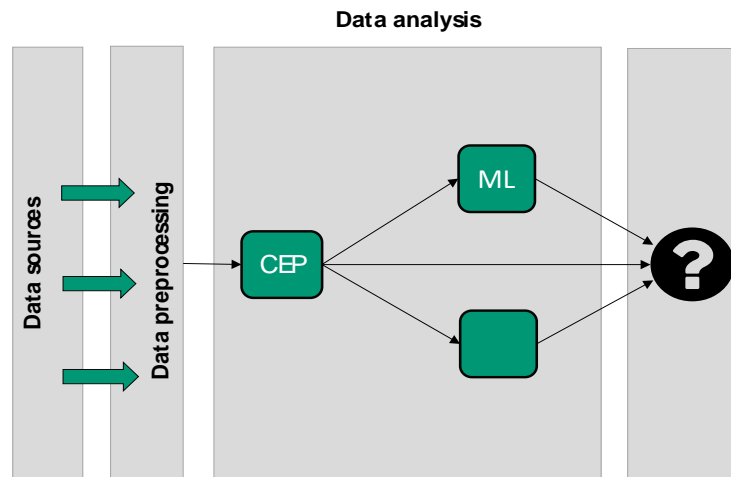 Data analysis
Data sources
Data preprocessing
CEP
ML
?